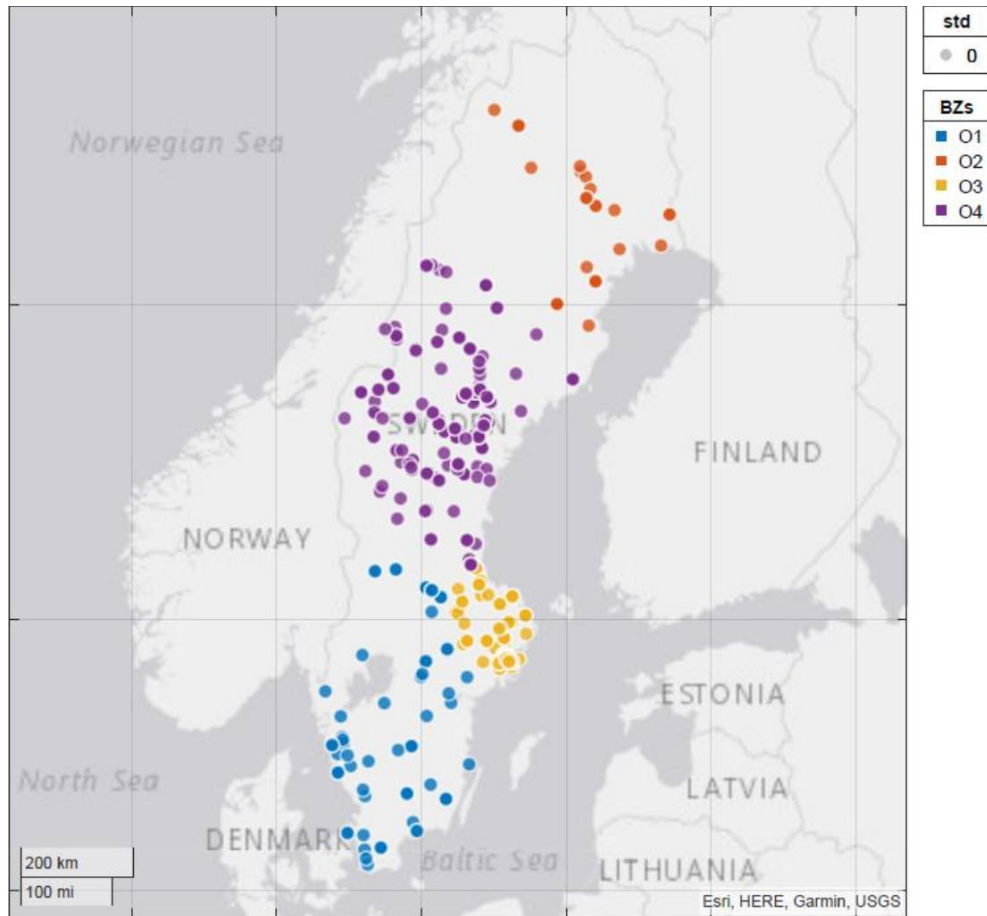 std
0
BZs
O1
O2
O3
O4
Norwegian Sea
SWEDEN
FINLAND
NORWAY
ESTONIA
North Sea
LATVIA
DENMARK
Baltic Sea
LITHUANIA
200 km
100 mi
Esri, HERE, Garmin, USGS